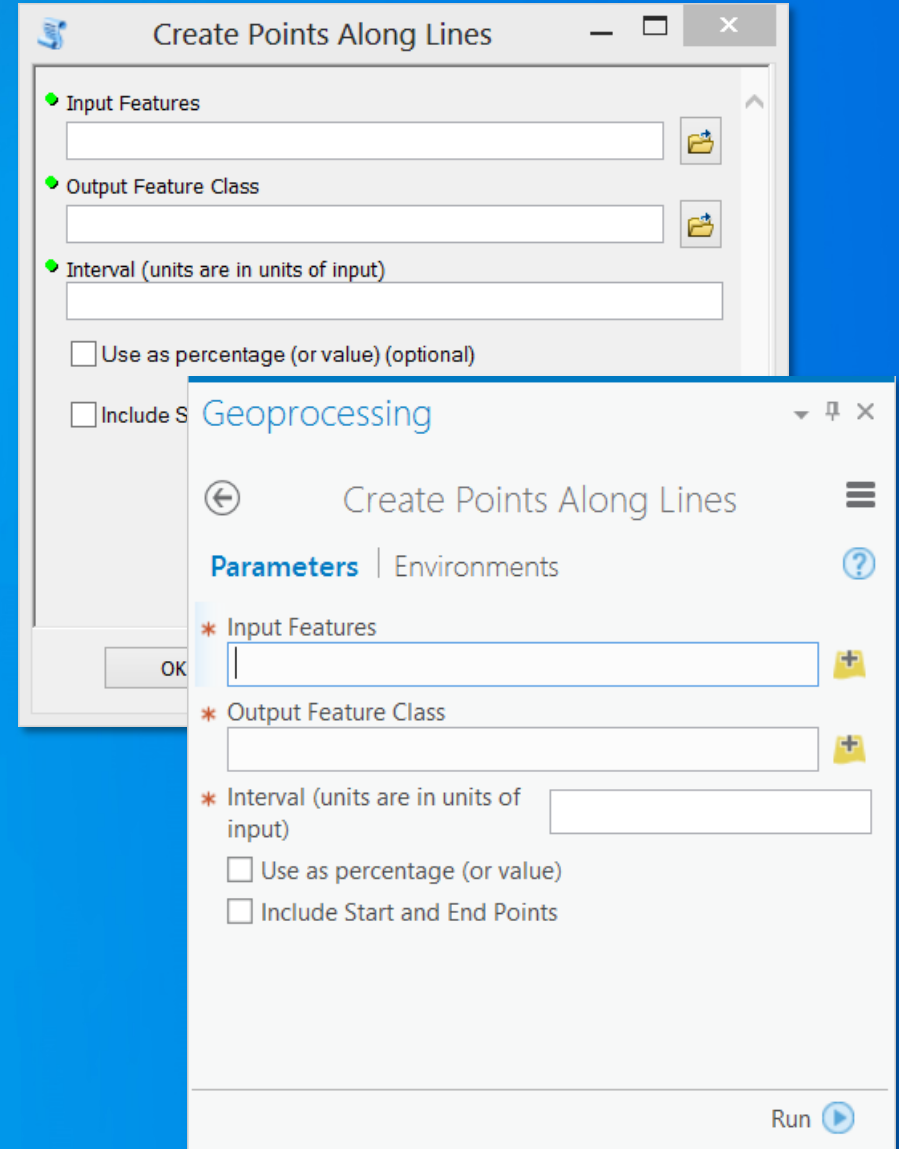 Create Points Along Lines
Input Features
Output Feature Class
Interval (units are in units of input)
Use as percentage (or value) (optional)
Include S
OK
Geoprocessing
Create Points Along Lines
Parameters | Environments
Input Features
Output Feature Class
Interval (units are in units of
input)
Use as percentage (or value)
Include Start and End Points
Run